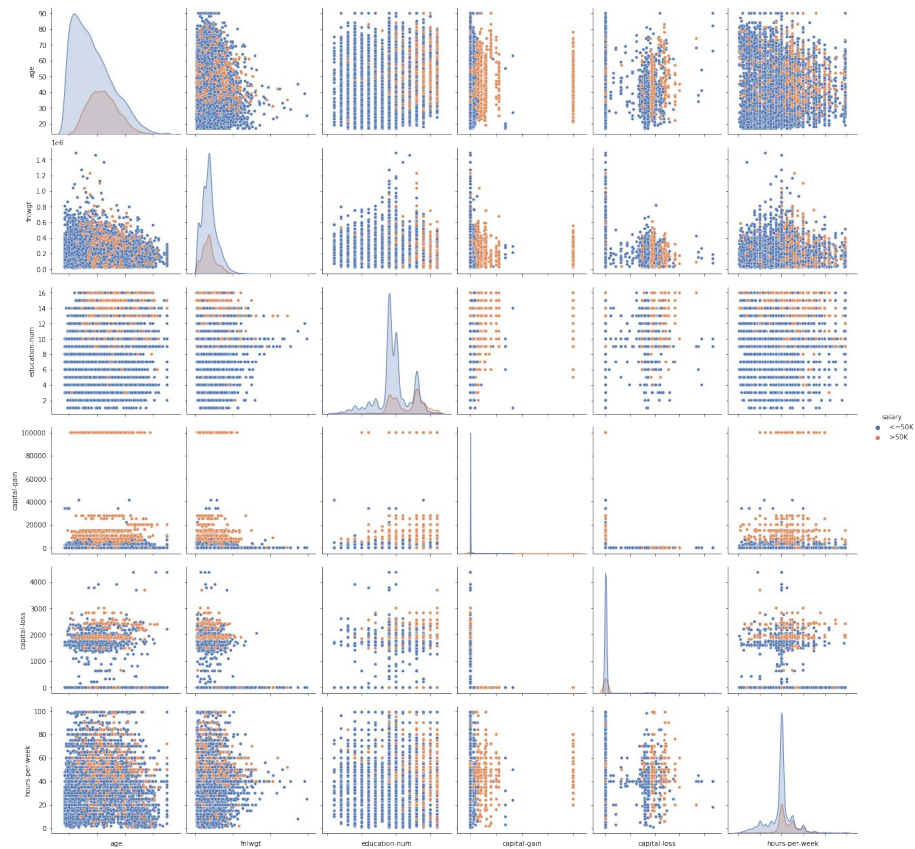 90
80
70
60
50
40
30
20
age
1e6
1.4
1.2
1.0
0.8
0.6
0.4
0.2
0.0
fnlwgt
16
14
12
10
8
6
4
2
education-num
salary
<=50K
>50K
100000
80000
60000
40000
20000
0
capital-gain
4000
3000
2000
1000
0
capital-loss
100
80
60
40
20
0
hours-per-week
age
fnlwgt
education-num
capital-gain
capital-loss
hours-per-week